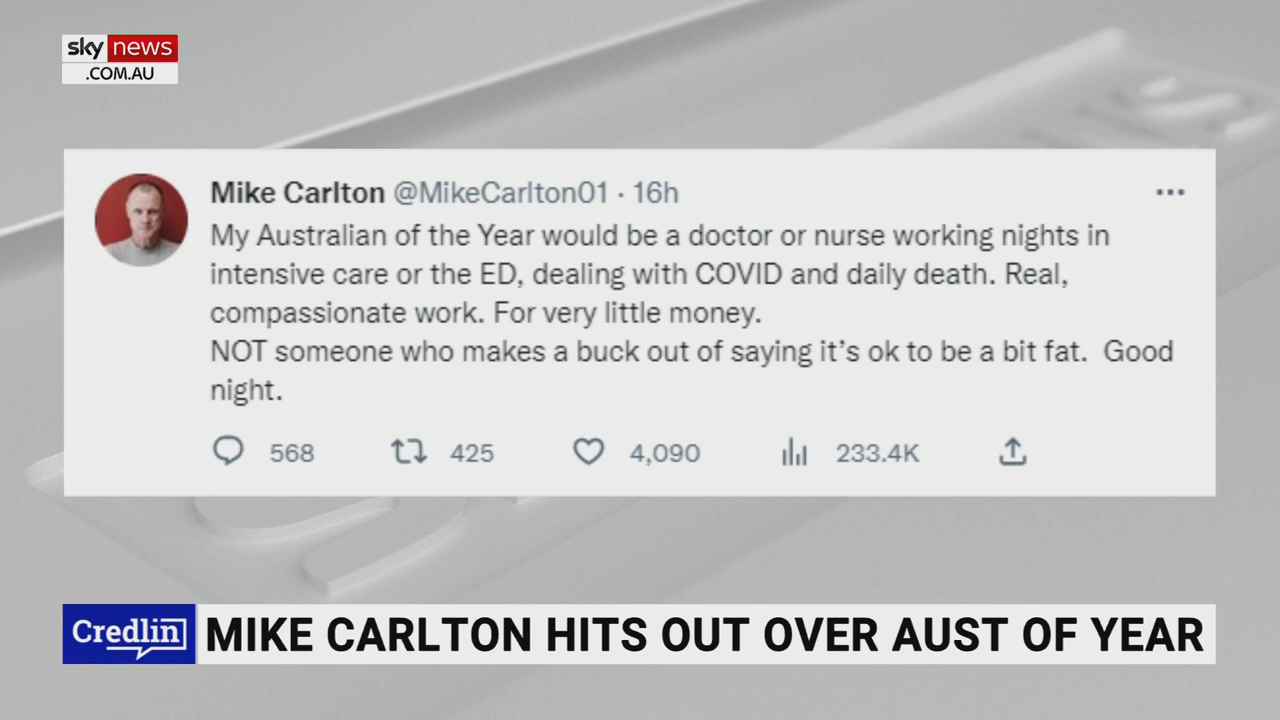 sky news
.COM.AU
Mike Carlton @MikeCarlton01 · 16h
My Australian of the Year would be a doctor or nurse working nights in
intensive care or the ED, dealing with COVID and daily death. Real,
compassionate work. For very little money.
NOT someone who makes a buck out of saying it’s ok to be a bit fat.  Good
night.
568 425 4,090 233.4K
Credlin MIKE CARLTON HITS OUT OVER AUST OF YEAR